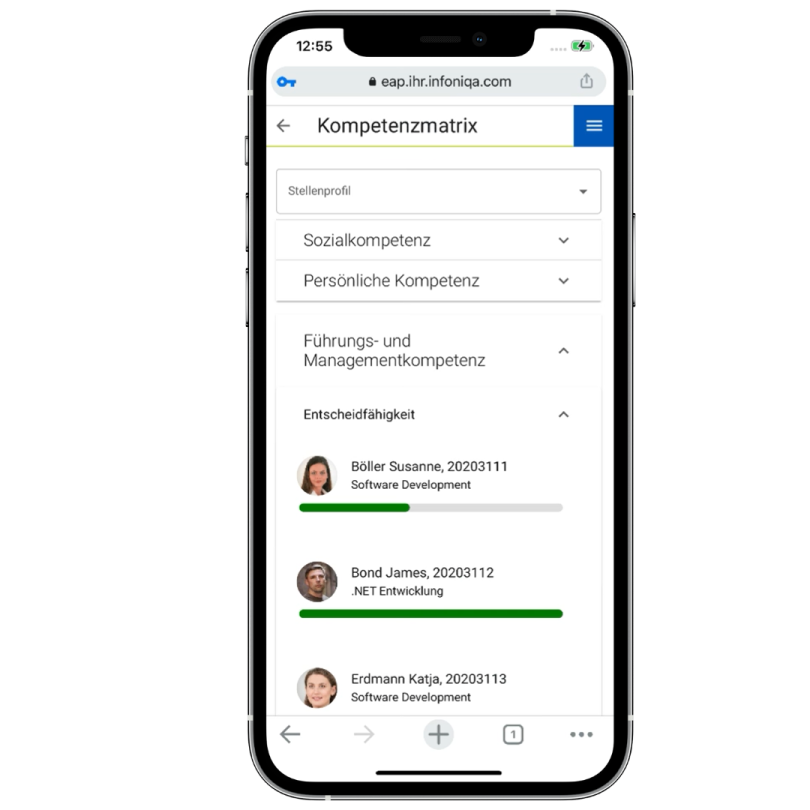 12:55
eap.ihr.infoniqa.com
Kompetenzmatrix
Stellenprofil
Sozialkompetenz
Persönliche Kompetenz
Führungs- und
Managementkompetenz
Entscheidfähigkeit
Böller Susanne, 20203111
Software Development
Bond James, 20203112
.NET Entwicklung
Erdmann Katja, 20203113
Software Development
1